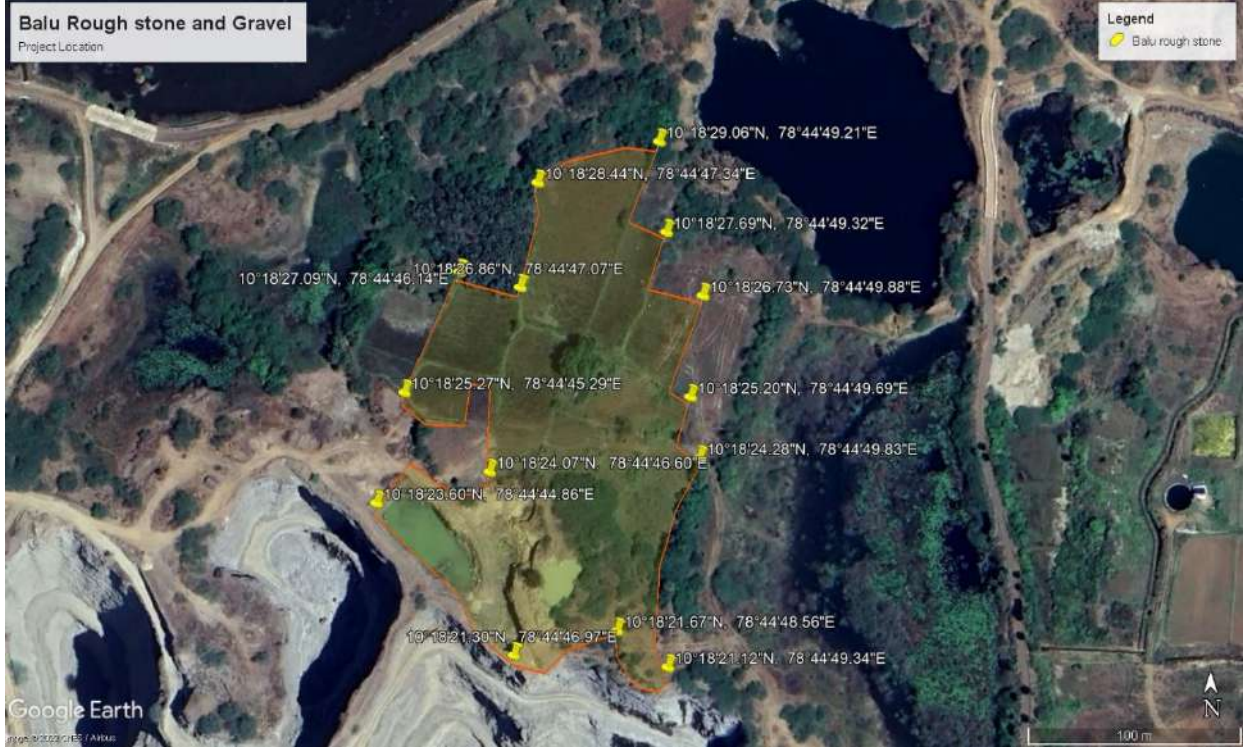 Balu Rough stone and Gravel
Project Location
Legend
Balu rough stone
10°18'29.06"N, 78°44'49.21"E
10°18'28.44"N, 78°44'47.34"E
10°18'27.69"N, 78°44'49.32"E
10°18'26.86"N, 78°44'47.07"E
10°18'27.09"N, 78°44'46.14"E
10°18'26.73"N, 78°44'49.88"E
10°18'25.27"N, 78°44'45.29"E
10°18'25.20"N, 78°44'49.69"E
10°18'24.28"N, 78°44'49.83"E
10°18'24.07"N 78°44'46.60"E
10°18'23.60"N, 78°44'44.86"E
10°18'21.67"N, 78°44'48.56"E
10°18'21.30"N, 78°44'46.97"E
10°18'21.12"N, 78°44'49.34"E
Google Earth
N
100 m